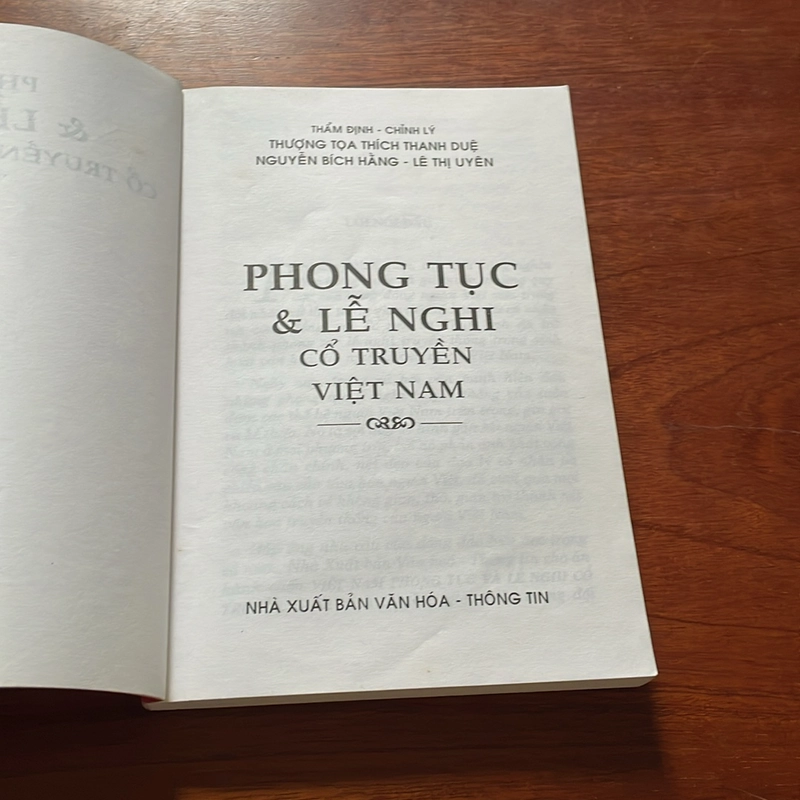 THẨM ĐỊNH - CHỈNH LÝ
THƯỢNG TỌA THÍCH THANH DUỆ
NGUYỄN BÍCH HẰNG - LÊ THỊ UYÊN
PHONG TỤC
& LỄ NGHI
CỔ TRUYỀN
VIỆT NAM
NHÀ XUẤT BẢN VĂN HÓA - THÔNG TIN